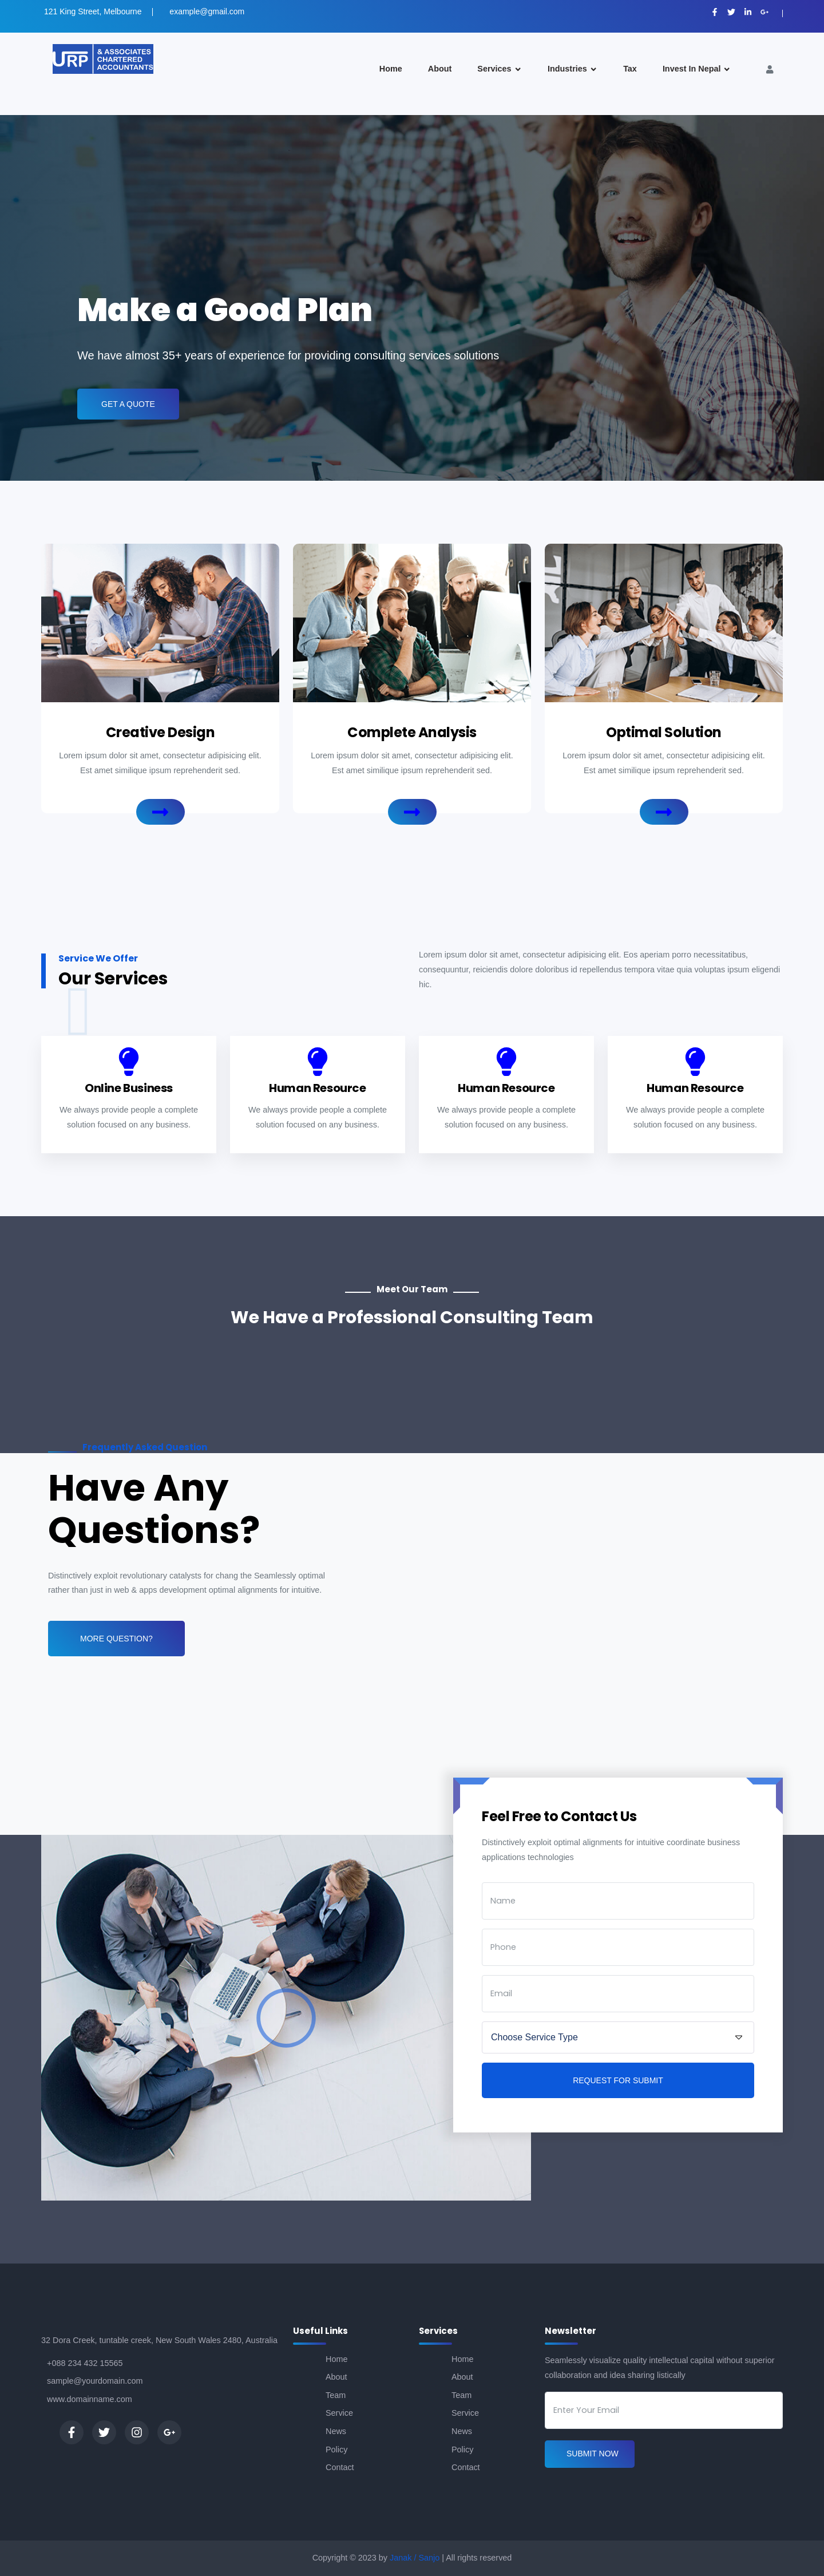 121 King Street, Melbourne | example@gmail.com
URP & ASSOCIATES CHARTERED ACCOUNTANTS
Home About Services Industries Tax Invest In Nepal
Make a Good Plan
We have almost 35+ years of experience for providing consulting services solutions
GET A QUOTE
Creative Design
Lorem ipsum dolor sit amet, consectetur adipisicing elit.
Est amet similique ipsum reprehenderit sed.
Complete Analysis
Lorem ipsum dolor sit amet, consectetur adipisicing elit.
Est amet similique ipsum reprehenderit sed.
Optimal Solution
Lorem ipsum dolor sit amet, consectetur adipisicing elit.
Est amet similique ipsum reprehenderit sed.
Service We Offer
Our Services
Lorem ipsum dolor sit amet, consectetur adipisicing elit. Eos aperiam porro necessitatibus,
consequuntur, reiciendis dolore doloribus id repellendus tempora vitae quia voluptas ipsum eligendi
hic.
Online Business
We always provide people a complete
solution focused on any business.
Human Resource
We always provide people a complete
solution focused on any business.
Human Resource
We always provide people a complete
solution focused on any business.
Human Resource
We always provide people a complete
solution focused on any business.
Meet Our Team
We Have a Professional Consulting Team
Frequently Asked Question
Have Any
Questions?
Distinctively exploit revolutionary catalysts for chang the Seamlessly optimal
rather than just in web & apps development optimal alignments for intuitive.
MORE QUESTION?
Feel Free to Contact Us
Distinctively exploit optimal alignments for intuitive coordinate business
applications technologies
Name
Phone
Email
Choose Service Type
REQUEST FOR SUBMIT
32 Dora Creek, tuntable creek, New South Wales 2480, Australia
+088 234 432 15565
sample@yourdomain.com
www.domainname.com
Useful Links
Home
About
Team
Service
News
Policy
Contact
Services
Home
About
Team
Service
News
Policy
Contact
Newsletter
Seamlessly visualize quality intellectual capital without superior
collaboration and idea sharing listically
Enter Your Email
SUBMIT NOW
Copyright © 2023 by Janak / Sanjiv | All rights reserved